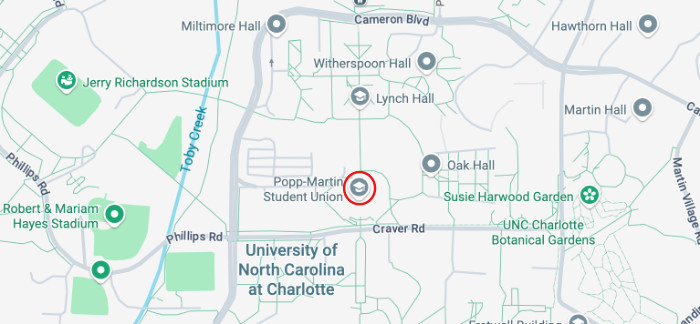 Cameron Blvd
Miltimore Hall
Hawthorn Hall
Witherspoon Hall
Jerry Richardson Stadium
Lynch Hall
Martin Hall
Toby Creek
Phillips Rd
Oak Hall
Popp-Martin
Student Union
Susie Harwood Garden
Martin Village R
Robert & Mariam
Hayes Stadium
UNC Charlotte
Botanical Gardens
Phillips Rd
Craver Rd
University of
North Carolina
at Charlotte